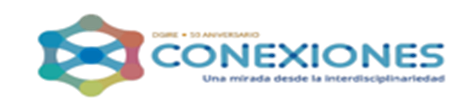 DGIRE • 50 ANIVERSARIO
CONEXIONES
Una mirada desde la interdisciplinariedad